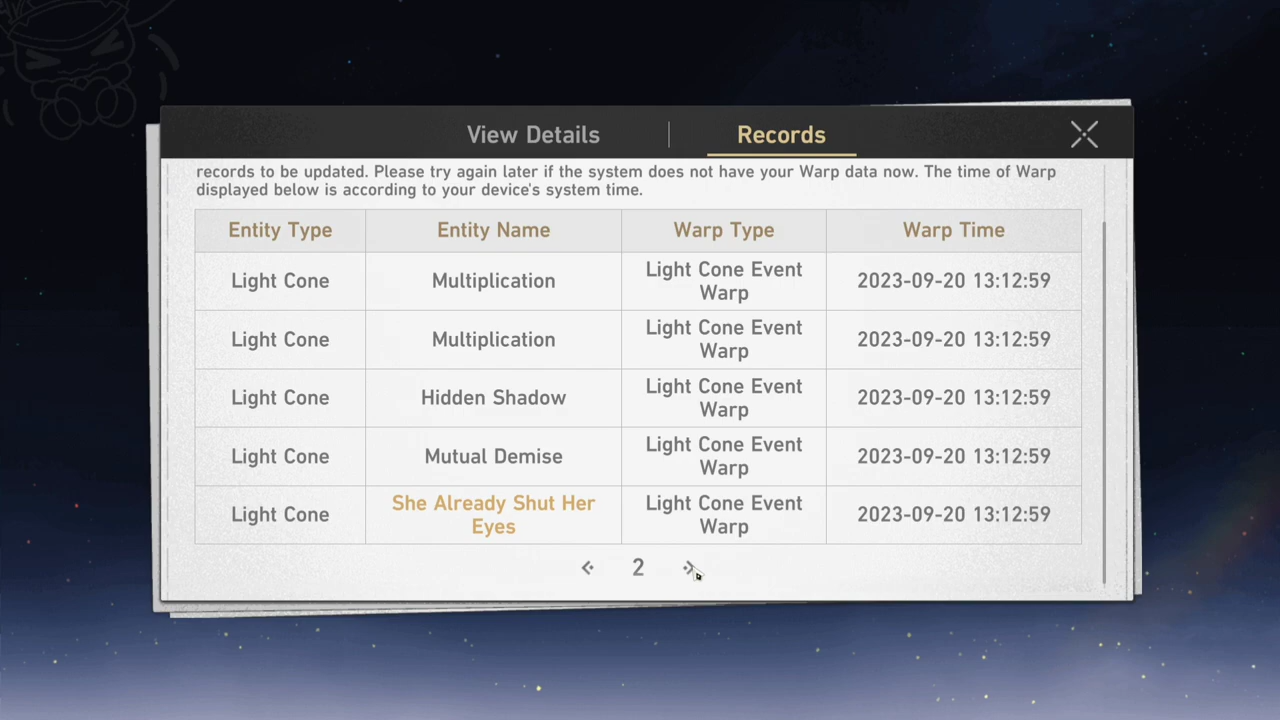 View Details
Records
records to be updated. Please try again later if the system does not have your Warp data now. The time of Warp
displayed below is according to your device's system time.
Entity Type Entity Name Warp Type Warp Time
Light Cone Multiplication Light Cone Event Warp 2023-09-20 13:12:59
Light Cone Multiplication Light Cone Event Warp 2023-09-20 13:12:59
Light Cone Hidden Shadow Light Cone Event Warp 2023-09-20 13:12:59
Light Cone Mutual Demise Light Cone Event Warp 2023-09-20 13:12:59
Light Cone She Already Shut Her Eyes Light Cone Event Warp 2023-09-20 13:12:59
2